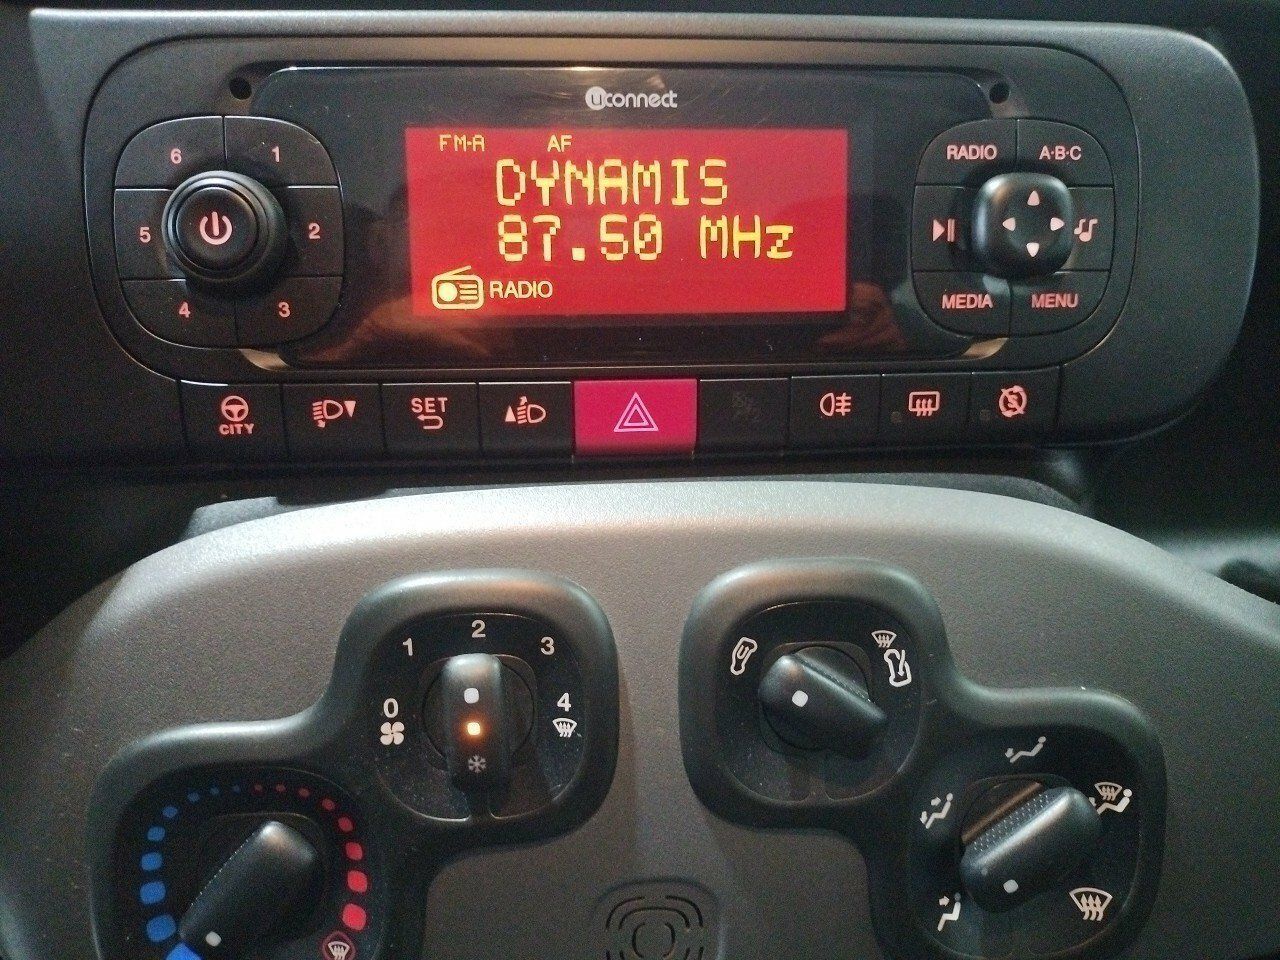 uconnect
FM-A AF
DYNAMIS
87.50 MHz
RADIO
6 1
5 2
4 3
RADIO A·B·C
MEDIA MENU
CITY
SET
0 1 2 3 4